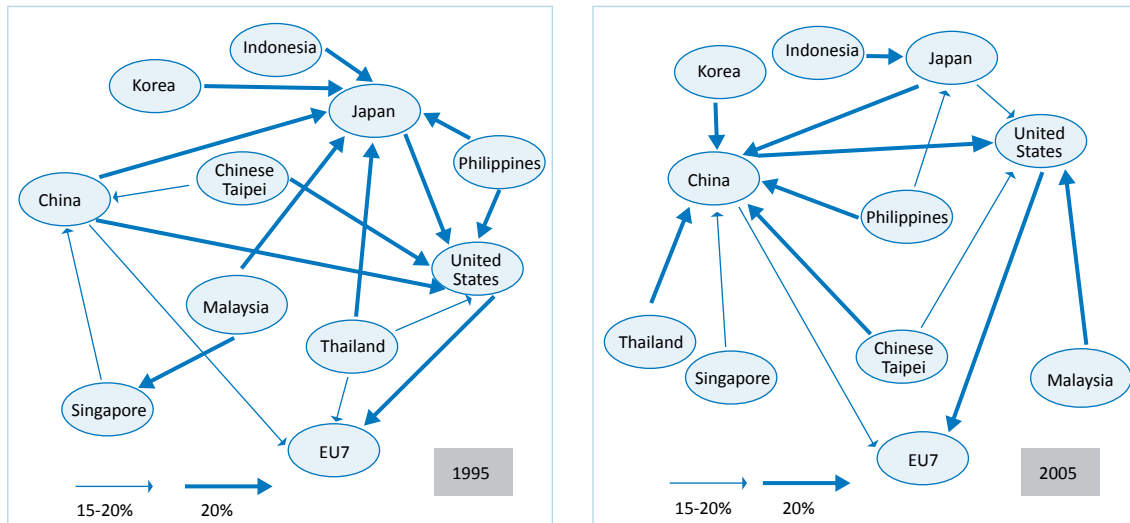 Indonesia
Korea
Japan
Chinese
Taipei
Philippines
China
United
States
Malaysia
Thailand
Singapore
EU7
1995
15-20%
20%
Indonesia
Japan
Korea
United
States
China
Philippines
Thailand
Chinese
Taipei
Singapore
Malaysia
EU7
2005
15-20%
20%